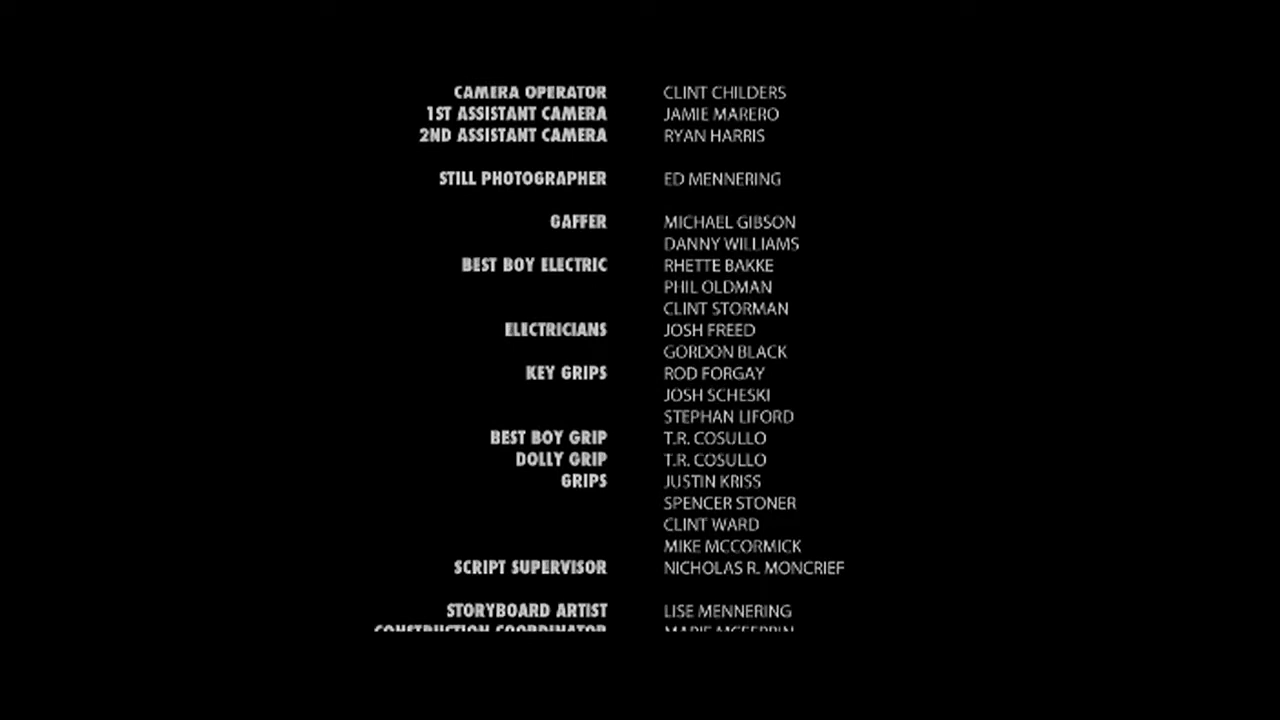 CAMERA OPERATOR CLINT CHILDERS
1ST ASSISTANT CAMERA JAMIE MARERO
2ND ASSISTANT CAMERA RYAN HARRIS
STILL PHOTOGRAPHER ED MENNERING
GAFFER MICHAEL GIBSON
DANNY WILLIAMS
BEST BOY ELECTRIC RHETTE BAKKE
PHIL OLDMAN
CLINT STORMAN
ELECTRICIANS JOSH FREED
GORDON BLACK
KEY GRIPS ROD FORGAY
JOSH SCHESKI
STEPHAN LIFORD
BEST BOY GRIP T.R. COSULLO
DOLLY GRIP T.R. COSULLO
GRIPS JUSTIN KRISS
SPENCER STONER
CLINT WARD
MIKE MCCORMICK
SCRIPT SUPERVISOR NICHOLAS R. MONCRIEF
STORYBOARD ARTIST LISE MENNERING
CONSTRUCTION COORDINATOR